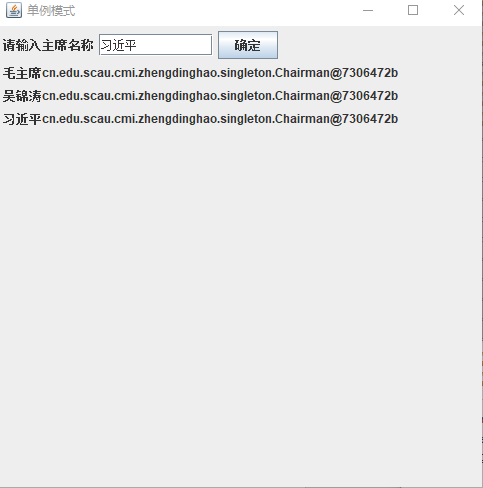 单例模式
请输入主席名称 习近平 确定
毛主席cn.edu.scau.cmi.zhengdinghao.singleton.Chairman@7306472b
吴锦涛cn.edu.scau.cmi.zhengdinghao.singleton.Chairman@7306472b
习近平cn.edu.scau.cmi.zhengdinghao.singleton.Chairman@7306472b